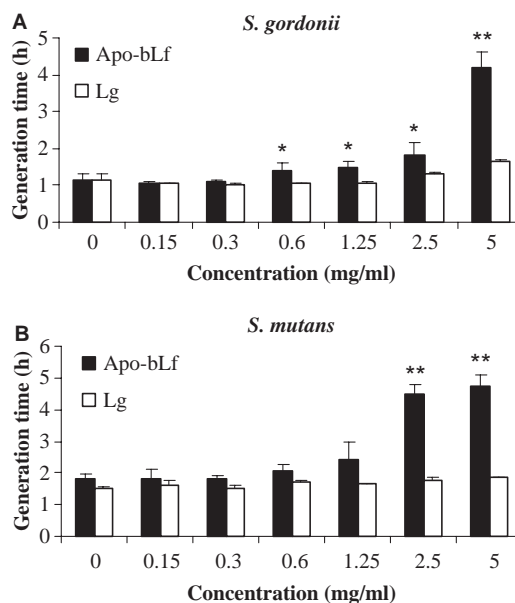 A
S. gordonii
Generation time (h)
5
4
3
2
1
0
Apo-bLf
Lg
*
*
*
**
0 0.15 0.3 0.6 1.25 2.5 5
Concentration (mg/ml)
B
S. mutans
Generation time (h)
6
5
4
3
2
1
0
Apo-bLf
Lg
**
**
0 0.15 0.3 0.6 1.25 2.5 5
Concentration (mg/ml)